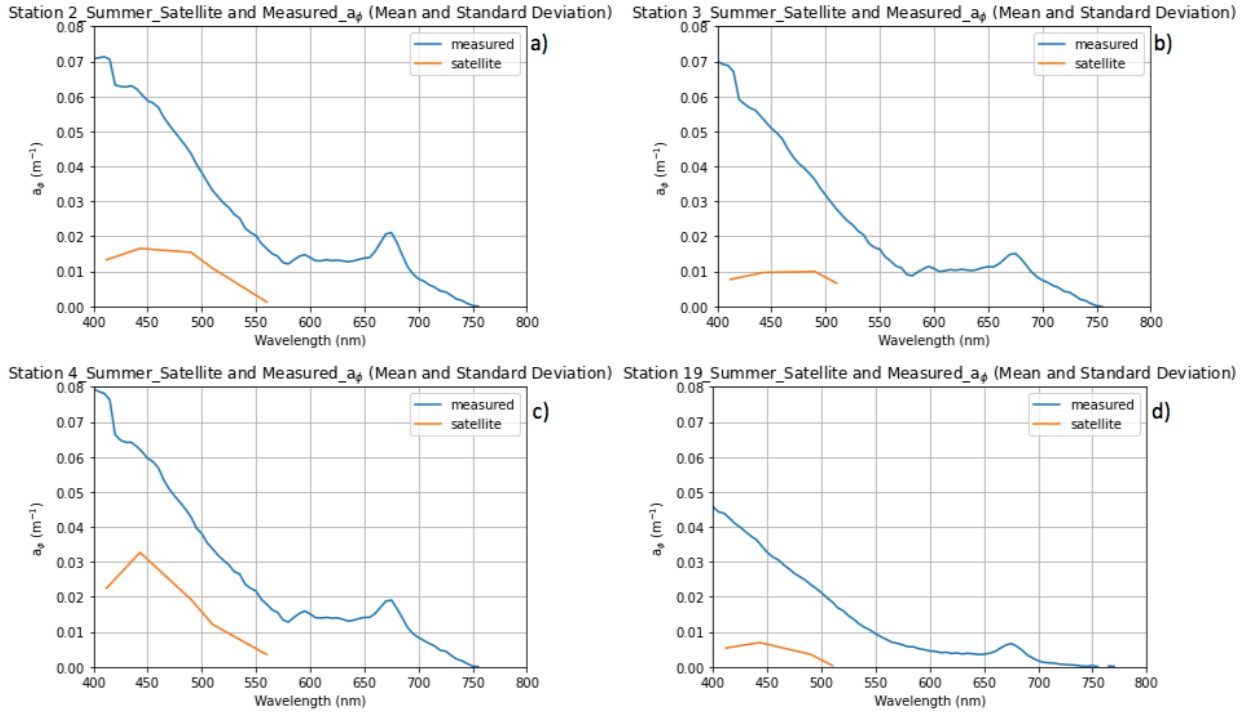 Station 2_Summer_Satellite and Measured_aϕ (Mean and Standard Deviation)
a)
measured
satellite
0.08
0.07
0.06
0.05
0.04
0.03
0.02
0.01
0.00
aϕ (m⁻¹)
400 450 500 550 600 650 700 750 800
Wavelength (nm)
Station 3_Summer_Satellite and Measured_aϕ (Mean and Standard Deviation)
b)
measured
satellite
0.08
0.07
0.06
0.05
0.04
0.03
0.02
0.01
0.00
aϕ (m⁻¹)
400 450 500 550 600 650 700 750 800
Wavelength (nm)
Station 4_Summer_Satellite and Measured_aϕ (Mean and Standard Deviation)
c)
measured
satellite
0.08
0.07
0.06
0.05
0.04
0.03
0.02
0.01
0.00
aϕ (m⁻¹)
400 450 500 550 600 650 700 750 800
Wavelength (nm)
Station 19_Summer_Satellite and Measured_aϕ (Mean and Standard Deviation)
d)
measured
satellite
0.08
0.07
0.06
0.05
0.04
0.03
0.02
0.01
0.00
aϕ (m⁻¹)
400 450 500 550 600 650 700 750 800
Wavelength (nm)